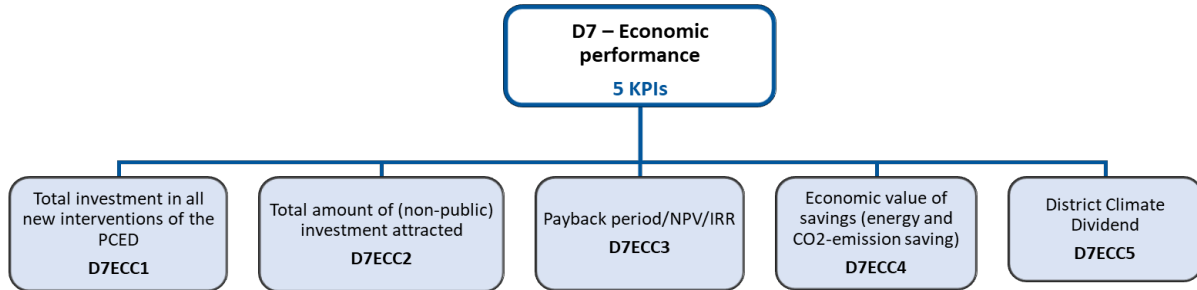 D7 – Economic
performance
5 KPIs
Total investment in all
new interventions of the
PCED
D7ECC1
Total amount of (non-public)
investment attracted
D7ECC2
Payback period/NPV/IRR
D7ECC3
Economic value of
savings (energy and
CO2-emission saving)
D7ECC4
District Climate
Dividend
D7ECC5